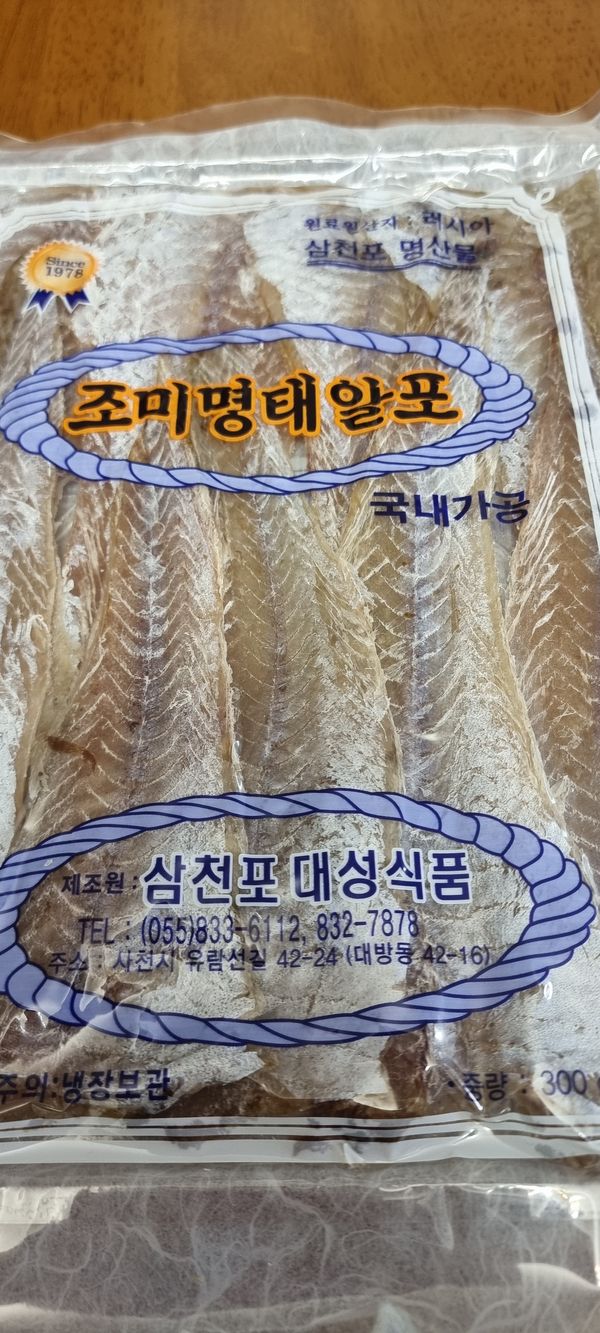 원료원산지 : 러시아
삼천포 명산물
Since
1978
조미명태알포
국내가공
제조원 : 삼천포 대성식품
TEL : (055)833-6112, 832-7878
주소 : 사천시 유람선길 42-24 (대방동 42-16)
주의:냉장보관
· 중량 : 300